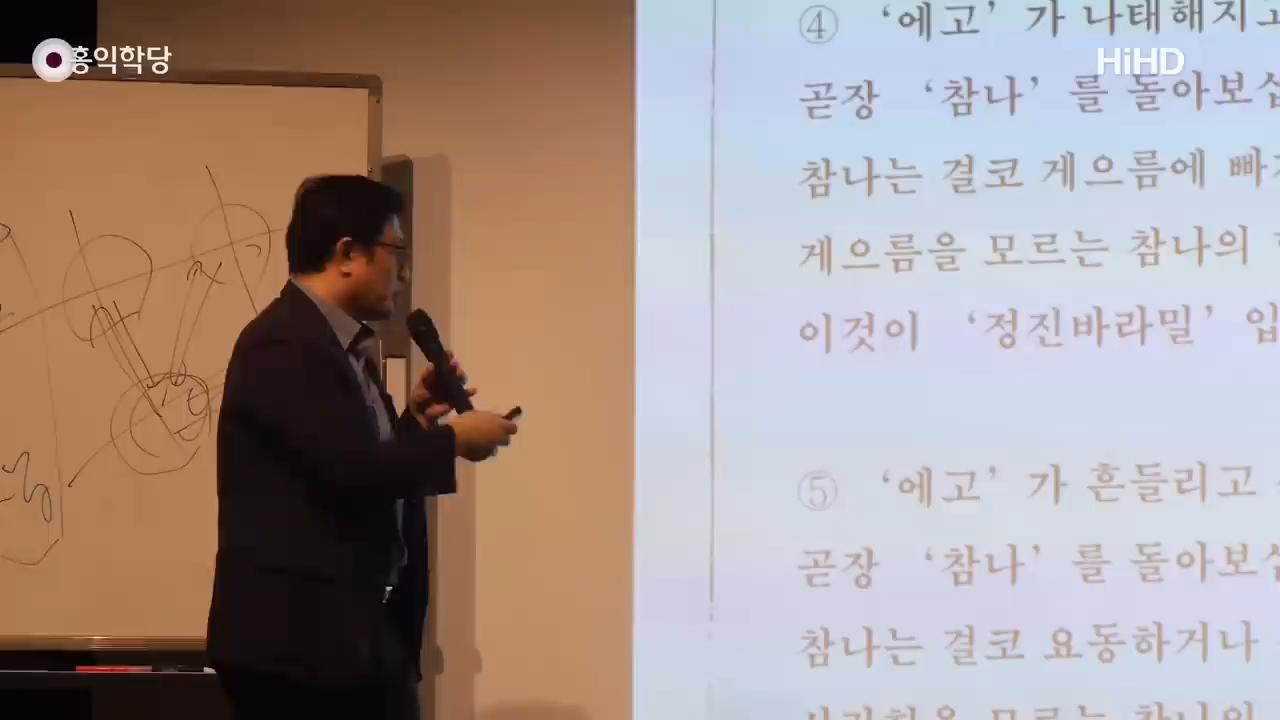 홍익학당
HiHD
④ ‘에고’ 가 나태해지고
곧장 ‘참나’ 를 돌아보십
참나는 결코 게으름에
게으름을 모르는 참나의
이것이 ‘정진바라밀’ 입
⑤ ‘에고’ 가 흔들리고
곧장 ‘참나’ 를 돌아보십
참나는 결코 요동하거나